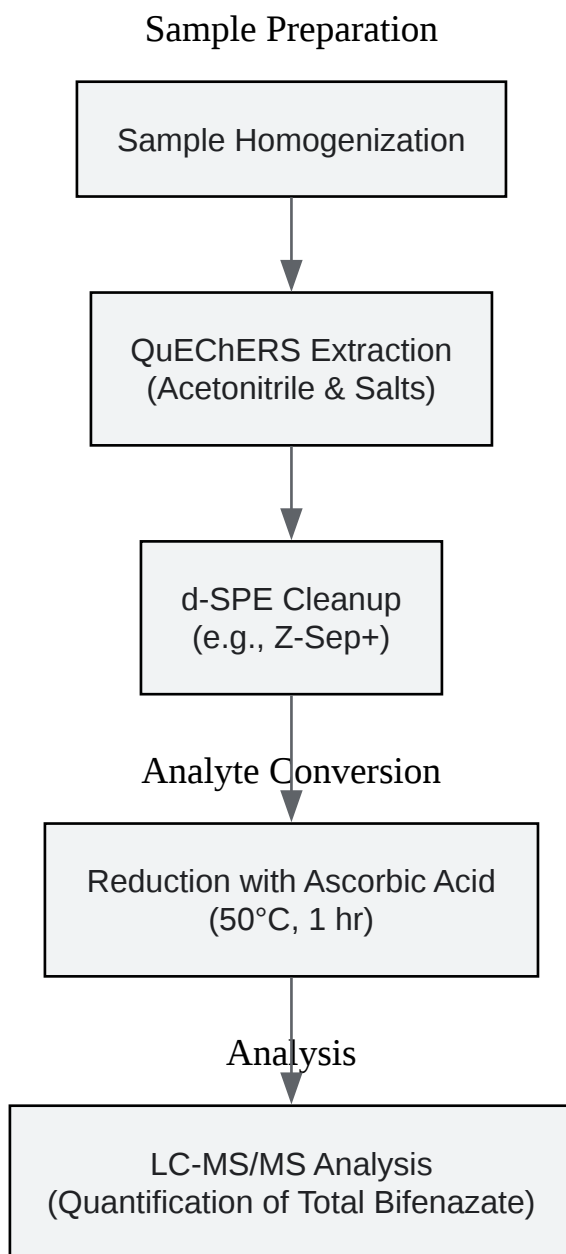 Sample Preparation
Sample Homogenization
QuEChERS Extraction
(Acetonitrile & Salts)
d-SPE Cleanup
(e.g., Z-Sep+)
Analyte Conversion
Reduction with Ascorbic Acid
(50°C, 1 hr)
Analysis
LC-MS/MS Analysis
(Quantification of Total Bifenazate)